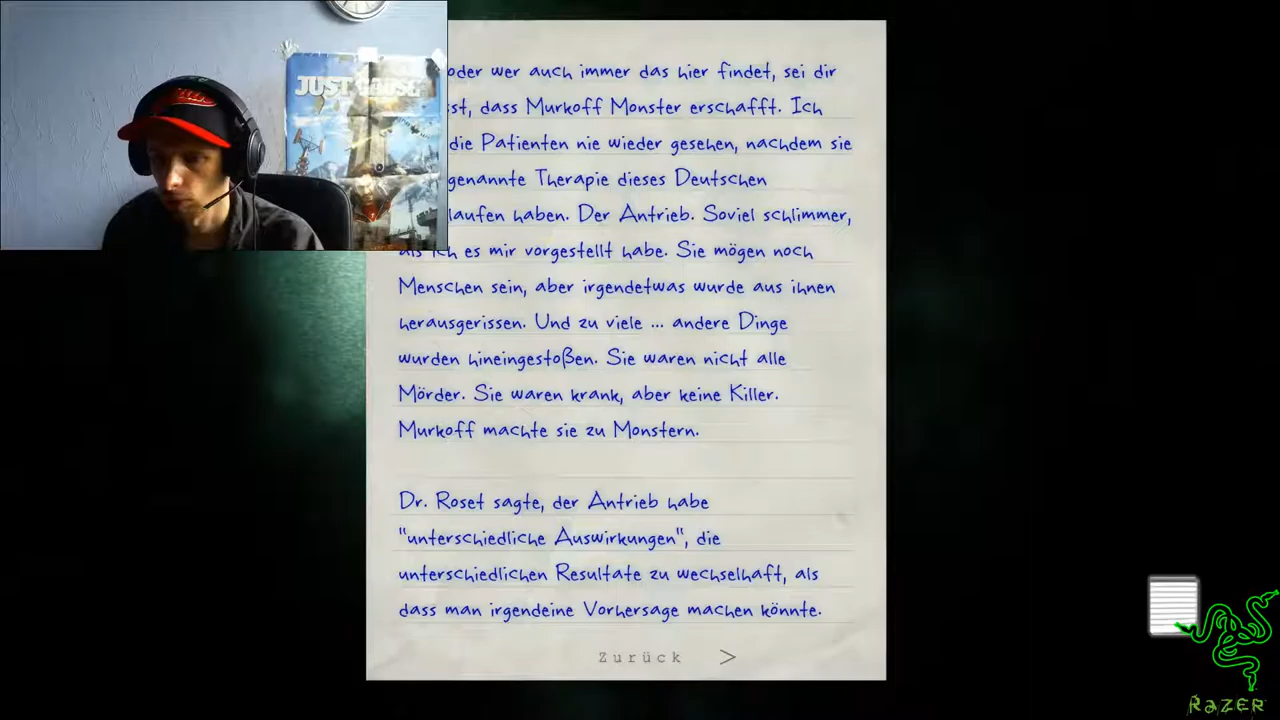 JUST CAUSE
oder wer auch immer das hier findet, sei dir
dass Murkoff Monster erschafft. Ich
die Patienten nie wieder gesehen, nachdem sie
genannte Therapie dieses Deutschen
laufen haben. Der Antrieb. Soviel schlimmer,
als ich es mir vorgestellt habe. Sie mögen noch
Menschen sein, aber irgendetwas wurde aus ihnen
herausgerissen. Und zu viele ... andere Dinge
wurden hineingestoßen. Sie waren nicht alle
Mörder. Sie waren krank, aber keine Killer.
Murkoff machte sie zu Monstern.
Dr. Roset sagte, der Antrieb habe
"unterschiedliche Auswirkungen", die
unterschiedlichen Resultate zu wechselhaft, als
dass man irgendeine Vorhersage machen könnte.
Zurück >
RAZER